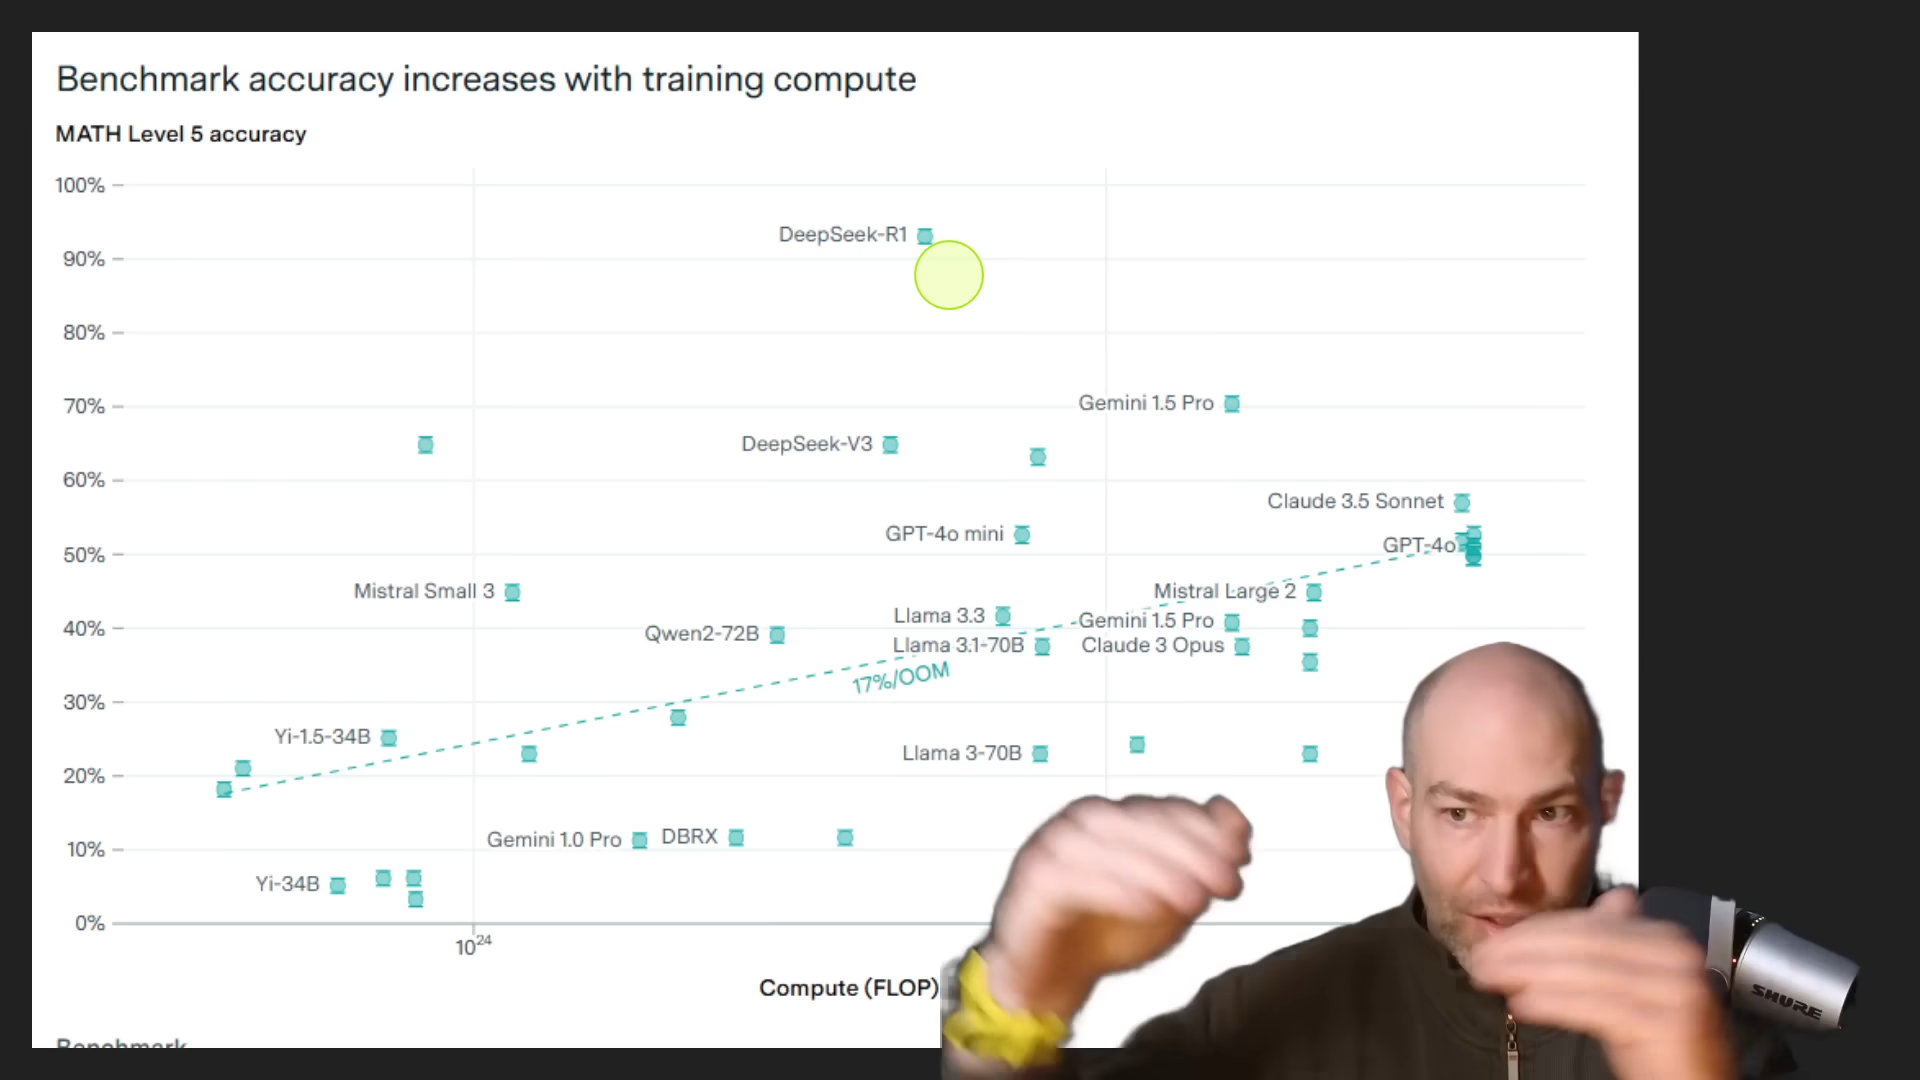 Benchmark accuracy increases with training compute
MATH Level 5 accuracy
100%
DeepSeek-R1
90%
80%
70%
Gemini 1.5 Pro
DeepSeek-V3
60%
Claude 3.5 Sonnet
GPT-4o mini
50%
GPT-4o
Mistral Small 3
Mistral Large 2
Llama 3.3
Gemini 1.5 Pro
40%
Qwen2-72B
Llama 3.1-70B
Claude 3 Opus
17%/OOM
30%
Yi-1.5-34B
Llama 3-70B
20%
Gemini 1.0 Pro
DBRX
10%
Yi-34B
0%
10²⁴
Compute (FLOP)
Benchmark
SHURE